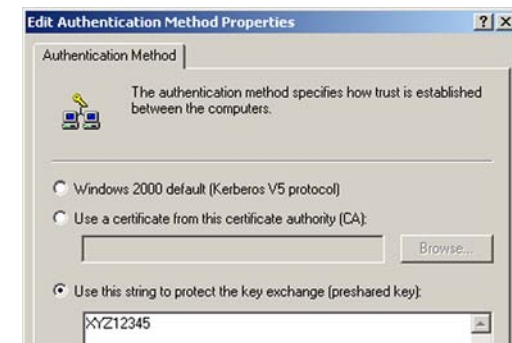 Edit Authentication Method Properties
Authentication Method
The authentication method specifies how trust is established
between the computers.
Windows 2000 default (Kerberos V5 protocol)
Use a certificate from this certificate authority (CA):
Browse...
Use this string to protect the key exchange (preshared key):
XYZ12345